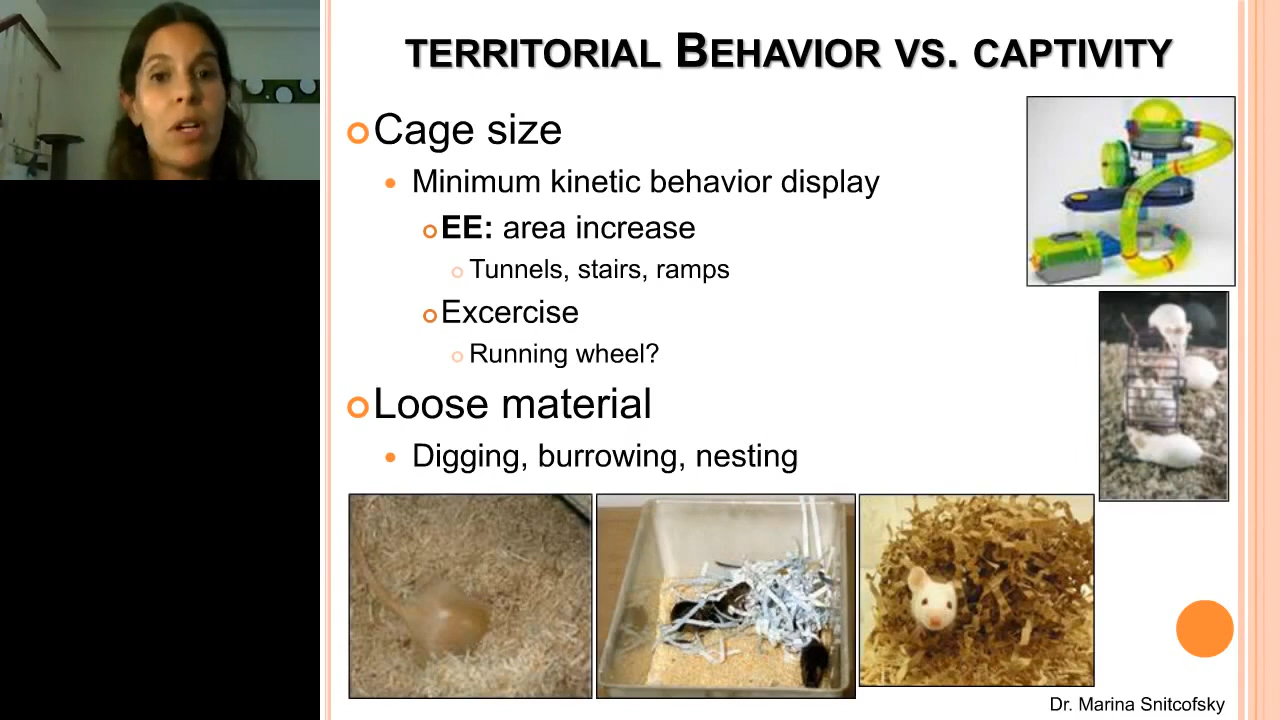 TERRITORIAL BEHAVIOR VS. CAPTIVITY
Cage size
Minimum kinetic behavior display
EE: area increase
Tunnels, stairs, ramps
Excercise
Running wheel?
Loose material
Digging, burrowing, nesting
Dr. Marina Snitcofsky